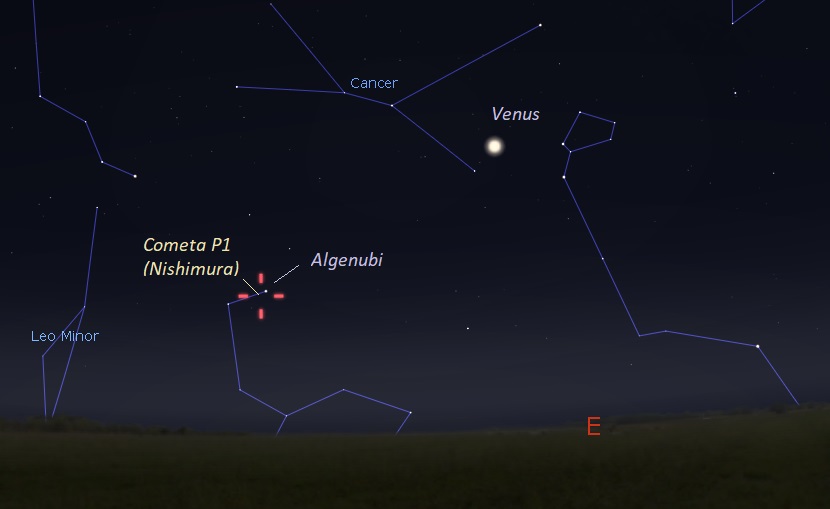 Cancer
Venus
Cometa P1
(Nishimura)
Algenubi
Leo Minor
E